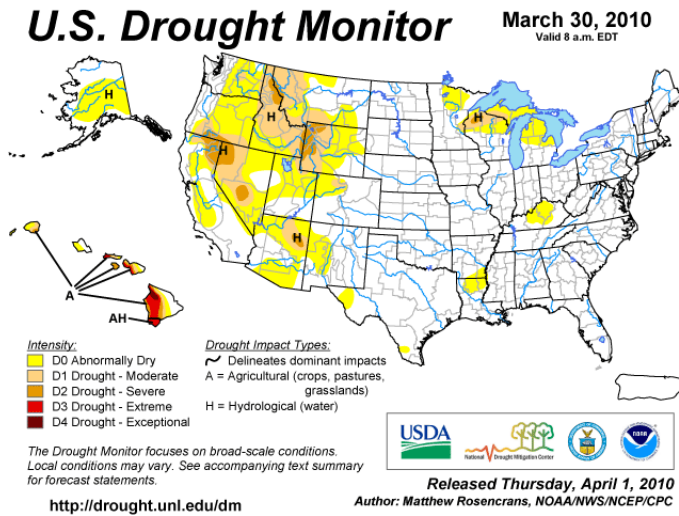 U.S. Drought Monitor
March 30, 2010
Valid 8 a.m. EDT
H
H
H
H
H
A
AH
Intensity:
D0 Abnormally Dry
D1 Drought - Moderate
D2 Drought - Severe
D3 Drought - Extreme
D4 Drought - Exceptional
Drought Impact Types:
Delineates dominant impacts
A = Agricultural (crops, pastures,
grasslands)
H = Hydrological (water)
The Drought Monitor focuses on broad-scale conditions.
Local conditions may vary. See accompanying text summary
for forecast statements.
http://drought.unl.edu/dm
USDA
National Drought Mitigation Center
NOAA
Released Thursday, April 1, 2010
Author: Matthew Rosencrans, NOAA/NWS/NCEP/CPC